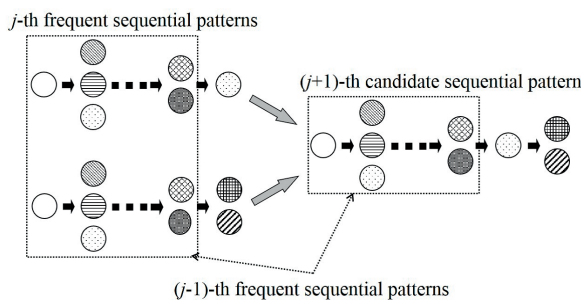 j-th frequent sequential patterns
(j+1)-th candidate sequential pattern
(j-1)-th frequent sequential patterns